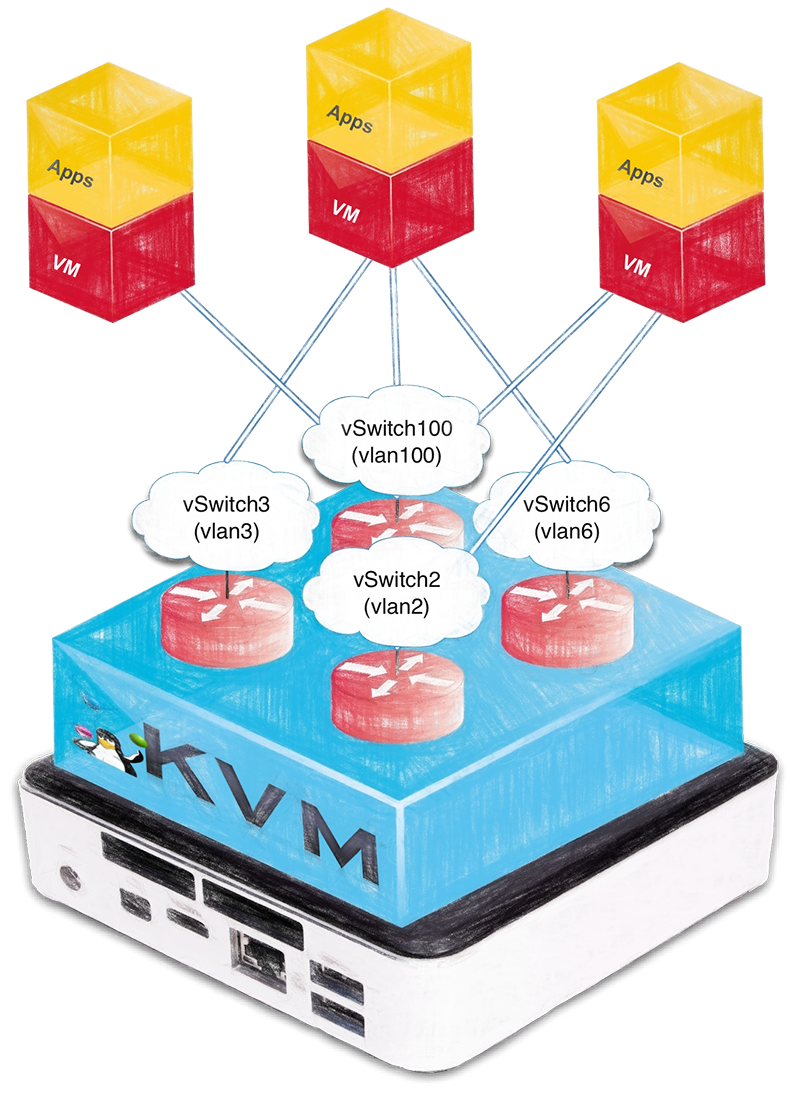 Apps
VM
Apps
VM
Apps
VM
vSwitch100
(vlan100)
vSwitch3
(vlan3)
vSwitch6
(vlan6)
vSwitch2
(vlan2)
KVM